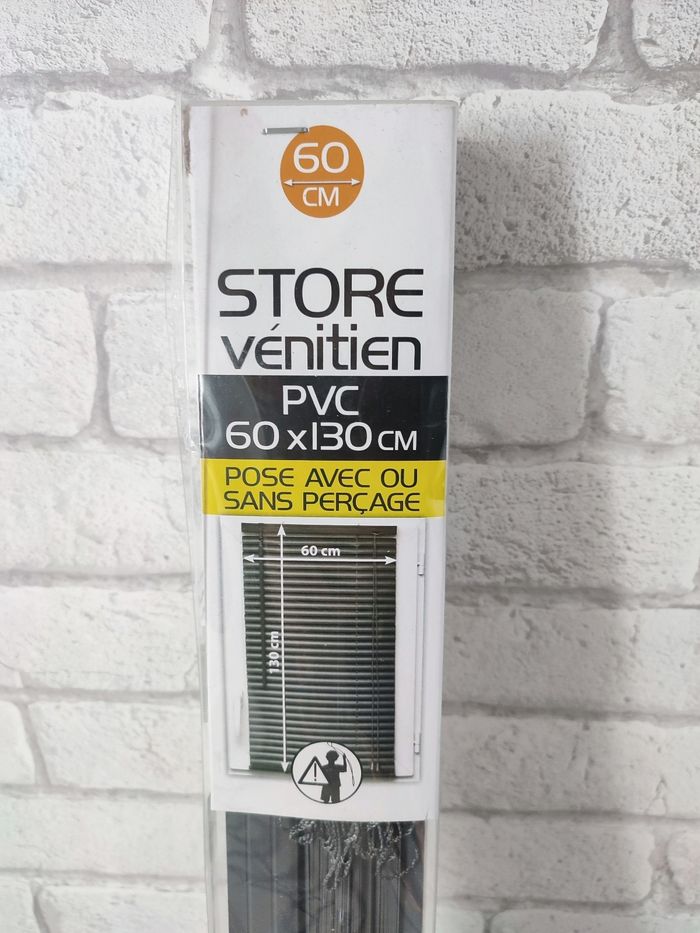 60
CM
STORE
vénitien
PVC
60 x 130 CM
POSE AVEC OU
SANS PERÇAGE
60 cm
130 cm